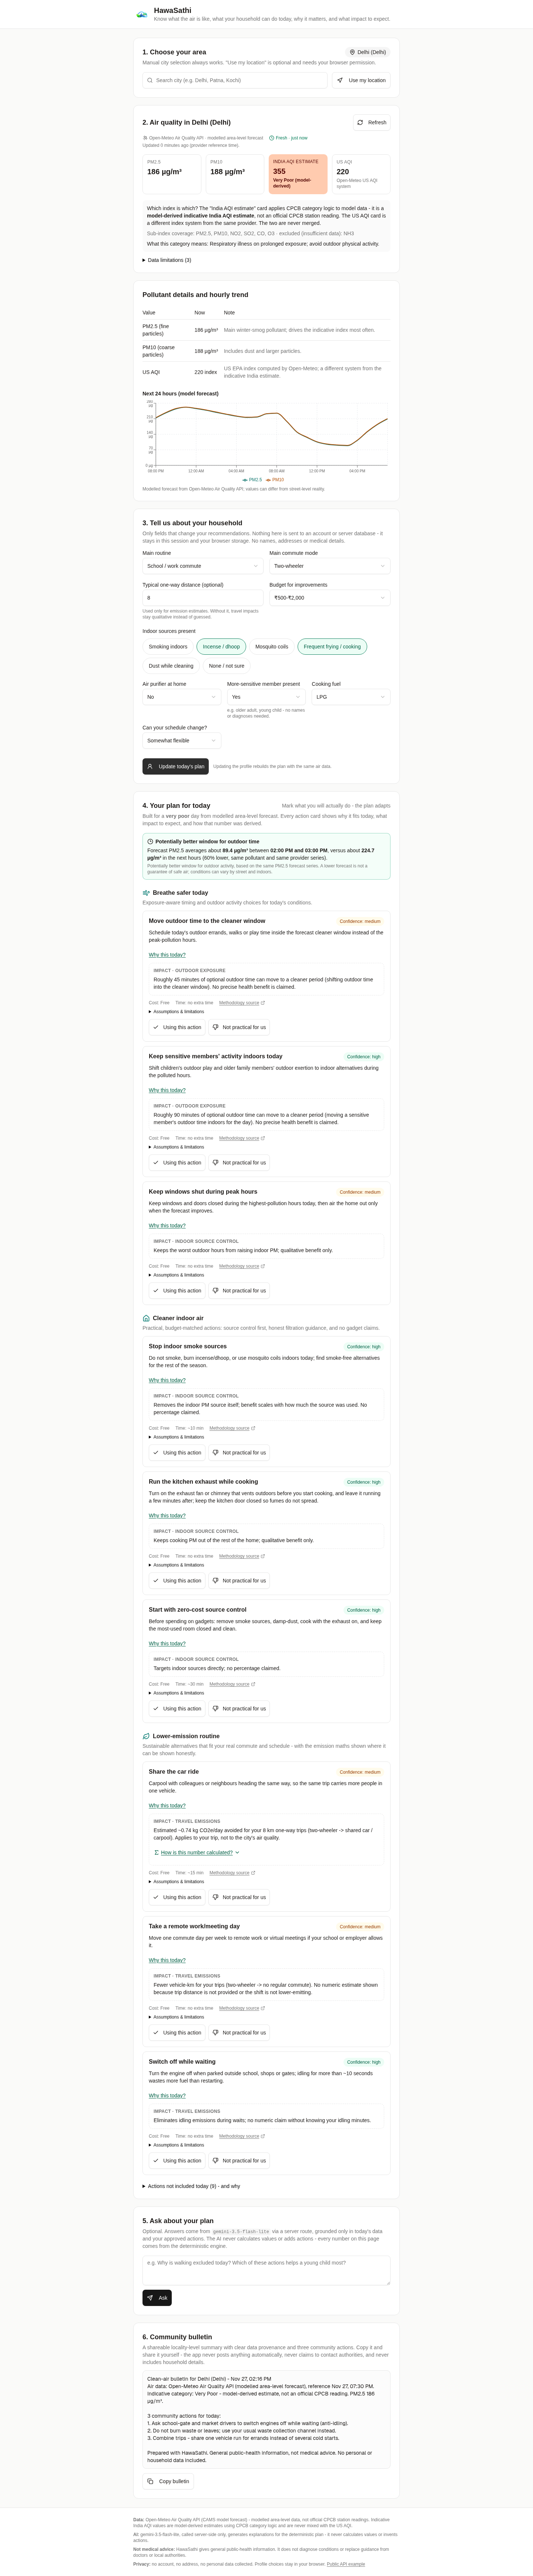 HawaSathi
Know what the air is like, what your household can do today, why it matters, and what impact to expect.
1. Choose your area
Delhi (Delhi)
Manual city selection always works. "Use my location" is optional and needs your browser permission.
Search city (e.g. Delhi, Patna, Kochi)
Use my location
2. Air quality in Delhi (Delhi)
Refresh
Open-Meteo Air Quality API · modelled area-level forecast
Fresh · just now
Updated 0 minutes ago (provider reference time).
PM2.5
186 µg/m³
PM10
188 µg/m³
INDIA AQI ESTIMATE
355
Very Poor (model-
derived)
US AQI
220
Open-Meteo US AQI
system
Which index is which? The "India AQI estimate" card applies CPCB category logic to model data - it is a
model-derived indicative India AQI estimate, not an official CPCB station reading. The US AQI card is
a different index system from the same provider. The two are never merged.
Sub-index coverage: PM2.5, PM10, NO2, SO2, CO, O3 · excluded (insufficient data): NH3
What this category means: Respiratory illness on prolonged exposure; avoid outdoor physical activity.
Data limitations (3)
Pollutant details and hourly trend
Value
Now
Note
PM2.5 (fine
particles)
186 µg/m³
Main winter-smog pollutant; drives the indicative index most often.
PM10 (coarse
particles)
188 µg/m³
Includes dust and larger particles.
US AQI
220 index
US EPA index computed by Open-Meteo; a different system from the
indicative India estimate.
Next 24 hours (model forecast)
PM2.5
PM10
Modelled forecast from Open-Meteo Air Quality API; values can differ from street-level reality.
3. Tell us about your household
Only fields that change your recommendations. Nothing here is sent to an account or server database - it
stays in this session and your browser storage. No names, addresses or medical details.
Main routine
School / work commute
Main commute mode
Two-wheeler
Typical one-way distance (optional)
8
Used only for emission estimates. Without it, travel impacts
stay qualitative instead of guessed.
Budget for improvements
₹500-₹2,000
Indoor sources present
Smoking indoors
Incense / dhoop
Mosquito coils
Frequent frying / cooking
Dust while cleaning
None / not sure
Air purifier at home
No
More-sensitive member present
Yes
e.g. older adult, young child · no names
or diagnoses needed.
Cooking fuel
LPG
Can your schedule change?
Somewhat flexible
Update today's plan
Updating the profile rebuilds the plan with the same air data.
4. Your plan for today
Mark what you will actually do - the plan adapts
Built for a very poor day from modelled area-level forecast. Every action card shows why it fits today, what
impact to expect, and how that number was derived.
Potentially better window for outdoor time
Forecast PM2.5 averages about 89.4 µg/m³ between 02:00 PM and 03:00 PM, versus about 224.7
µg/m³ in the next hours (60% lower, same pollutant and same provider series).
Potentially better window for outdoor activity, based on the same PM2.5 forecast series. A lower forecast is not a
guarantee of safe air; conditions can vary by street and indoors.
Breathe safer today
Exposure-aware timing and outdoor activity choices for today's conditions.
Move outdoor time to the cleaner window
Confidence: medium
Schedule today's outdoor errands, walks or play time inside the forecast cleaner window instead of the
peak-pollution hours.
Why this today?
IMPACT · OUTDOOR EXPOSURE
Roughly 45 minutes of optional outdoor time can move to a cleaner period (shifting outdoor time
into the cleaner window). No precise health benefit is claimed.
Cost: Free
Time: no extra time
Methodology source
Assumptions & limitations
Using this action
Not practical for us
Keep sensitive members' activity indoors today
Confidence: high
Shift children's outdoor play and older family members' outdoor exertion to indoor alternatives during
the polluted hours.
Why this today?
IMPACT · OUTDOOR EXPOSURE
Roughly 90 minutes of optional outdoor time can move to a cleaner period (moving a sensitive
member's outdoor time indoors for the day). No precise health benefit is claimed.
Cost: Free
Time: no extra time
Methodology source
Assumptions & limitations
Using this action
Not practical for us
Keep windows shut during peak hours
Confidence: medium
Keep windows and doors closed during the highest-pollution hours today, then air the home out only
when the forecast improves.
Why this today?
IMPACT · INDOOR SOURCE CONTROL
Keeps the worst outdoor hours from raising indoor PM; qualitative benefit only.
Cost: Free
Time: no extra time
Methodology source
Assumptions & limitations
Using this action
Not practical for us
Cleaner indoor air
Practical, budget-matched actions: source control first, honest filtration guidance, and no gadget claims.
Stop indoor smoke sources
Confidence: high
Do not smoke, burn incense/dhoop, or use mosquito coils indoors today; find smoke-free alternatives
for the rest of the season.
Why this today?
IMPACT · INDOOR SOURCE CONTROL
Removes the indoor PM source itself; benefit scales with how much the source was used. No
percentage claimed.
Cost: Free
Time: ~10 min
Methodology source
Assumptions & limitations
Using this action
Not practical for us
Run the kitchen exhaust while cooking
Confidence: high
Turn on the exhaust fan or chimney that vents outdoors before you start cooking, and leave it running
a few minutes after; keep the kitchen door closed so fumes do not spread.
Why this today?
IMPACT · INDOOR SOURCE CONTROL
Keeps cooking PM out of the rest of the home; qualitative benefit only.
Cost: Free
Time: no extra time
Methodology source
Assumptions & limitations
Using this action
Not practical for us
Start with zero-cost source control
Confidence: high
Before spending on gadgets: remove smoke sources, damp-dust, cook with the exhaust on, and keep
the most-used room closed and clean.
Why this today?
IMPACT · INDOOR SOURCE CONTROL
Targets indoor sources directly; no percentage claimed.
Cost: Free
Time: ~30 min
Methodology source
Assumptions & limitations
Using this action
Not practical for us
Lower-emission routine
Sustainable alternatives that fit your real commute and schedule - with the emission maths shown where it
can be shown honestly.
Share the car ride
Confidence: medium
Carpool with colleagues or neighbours heading the same way, so the same trip carries more people in
one vehicle.
Why this today?
IMPACT · TRAVEL EMISSIONS
Estimated ~0.74 kg CO2e/day avoided for your 8 km one-way trips (two-wheeler -> shared car /
carpool). Applies to your trip, not to the city's air quality.
How is this number calculated?
Cost: Free
Time: ~15 min
Methodology source
Assumptions & limitations
Using this action
Not practical for us
Take a remote work/meeting day
Confidence: medium
Move one commute day per week to remote work or virtual meetings if your school or employer allows
it.
Why this today?
IMPACT · TRAVEL EMISSIONS
Fewer vehicle-km for your trips (two-wheeler -> no regular commute). No numeric estimate shown
because trip distance is not provided or the shift is not lower-emitting.
Cost: Free
Time: no extra time
Methodology source
Assumptions & limitations
Using this action
Not practical for us
Switch off while waiting
Confidence: high
Turn the engine off when parked outside school, shops or gates; idling for more than ~10 seconds
wastes more fuel than restarting.
Why this today?
IMPACT · TRAVEL EMISSIONS
Eliminates idling emissions during waits; no numeric claim without knowing your idling minutes.
Cost: Free
Time: no extra time
Methodology source
Assumptions & limitations
Using this action
Not practical for us
Actions not included today (9) - and why
5. Ask about your plan
Optional. Answers come from gemini-3.5-flash-lite via a server route, grounded only in today's data
and your approved actions. The AI never calculates values or adds actions - every number on this page
comes from the deterministic engine.
e.g. Why is walking excluded today? Which of these actions helps a young child most?
Ask
6. Community bulletin
A shareable locality-level summary with clear data provenance and three community actions. Copy it and
share it yourself - the app never posts anything automatically, never claims to contact authorities, and never
includes household details.
Clean-air bulletin for Delhi (Delhi) - Nov 27, 02:16 PM
Air data: Open-Meteo Air Quality API (modelled area-level forecast), reference Nov 27, 07:30 PM.
Indicative category: Very Poor - model-derived estimate, not an official CPCB reading. PM2.5 186
µg/m³.
3 community actions for today:
1. Ask school-gate and market drivers to switch engines off while waiting (anti-idling).
2. Do not burn waste or leaves; use your usual waste collection channel instead.
3. Combine trips - share one vehicle run for errands instead of several cold starts.
Prepared with HawaSathi. General public-health information, not medical advice. No personal or
household data included.
Copy bulletin
Data: Open-Meteo Air Quality API (CAMS model forecast) - modelled area-level data, not official CPCB station readings. Indicative
India AQI values are model-derived estimates using CPCB category logic and are never mixed with the US AQI.
AI: gemini-3.5-flash-lite, called server-side only, generates explanations for the deterministic plan - it never calculates values or invents
actions.
Not medical advice: HawaSathi gives general public-health information; it does not diagnose conditions or replace guidance from
doctors or local authorities.
Privacy: no account, no address, no personal data collected. Profile choices stay in your browser. Public API example